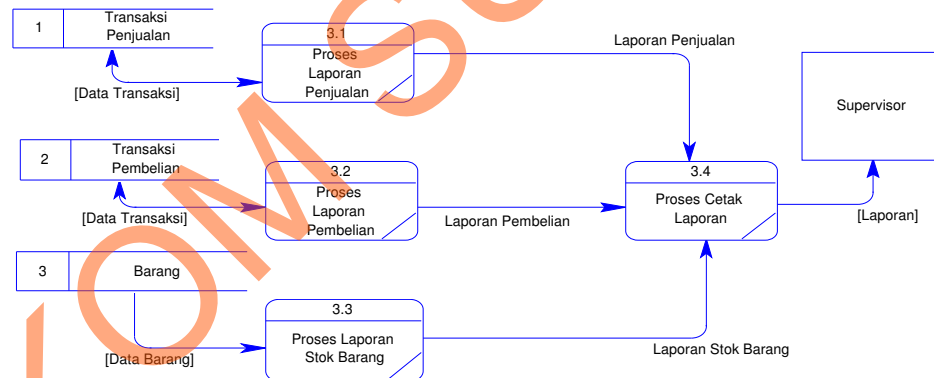 1
Transaksi
Penjualan
[Data Transaksi]
3.1
Proses
Laporan
Penjualan
Laporan Penjualan
Supervisor
2
Transaksi
Pembelian
[Data Transaksi]
3.2
Proses
Laporan
Pembelian
Laporan Pembelian
3.4
Proses Cetak
Laporan
[Laporan]
3
Barang
[Data Barang]
3.3
Proses Laporan
Stok Barang
Laporan Stok Barang
OM S